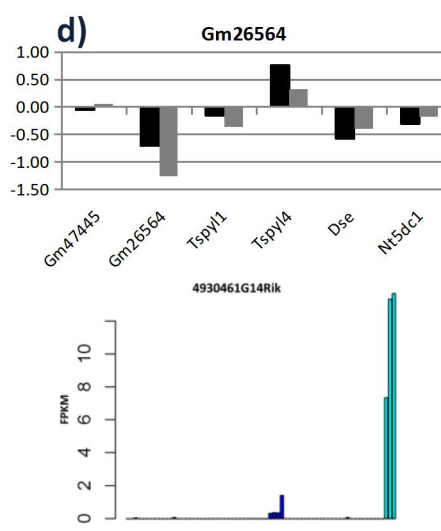 d)
Gm26564
1.00
0.50
0.00
-0.50
-1.00
-1.50
Gm47445
Gm26564
Tspyl1
Tspyl4
Dse
Nt5dc1
4930461G14Rik
FPKM
10
8
6
4
2
0